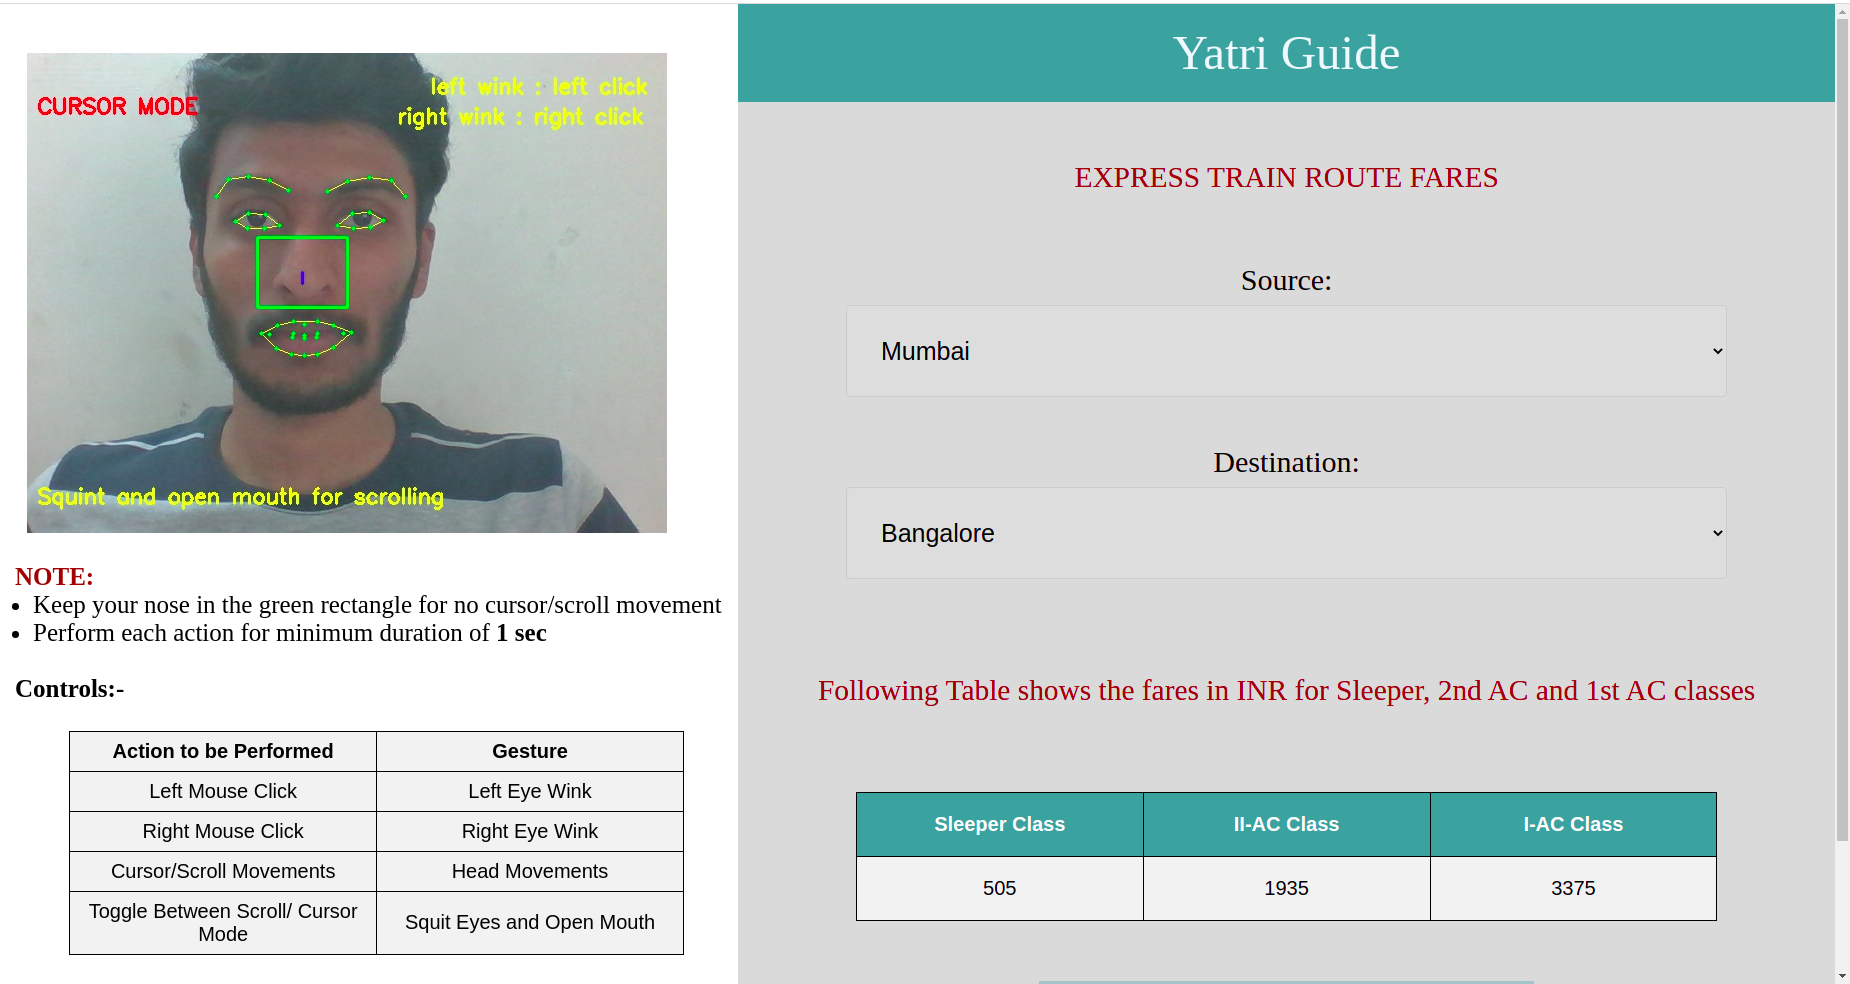 CURSOR MODE
left wink : left click
right wink : right click
Squint and open mouth for scrolling
NOTE:
Keep your nose in the green rectangle for no cursor/scroll movement
Perform each action for minimum duration of 1 sec
Controls:-
Action to be Performed Gesture
Left Mouse Click Left Eye Wink
Right Mouse Click Right Eye Wink
Cursor/Scroll Movements Head Movements
Toggle Between Scroll/ Cursor
Mode
Squit Eyes and Open Mouth
Yatri Guide
EXPRESS TRAIN ROUTE FARES
Source:
Mumbai
Destination:
Bangalore
Following Table shows the fares in INR for Sleeper, 2nd AC and 1st AC classes
Sleeper Class II-AC Class I-AC Class
505 1935 3375